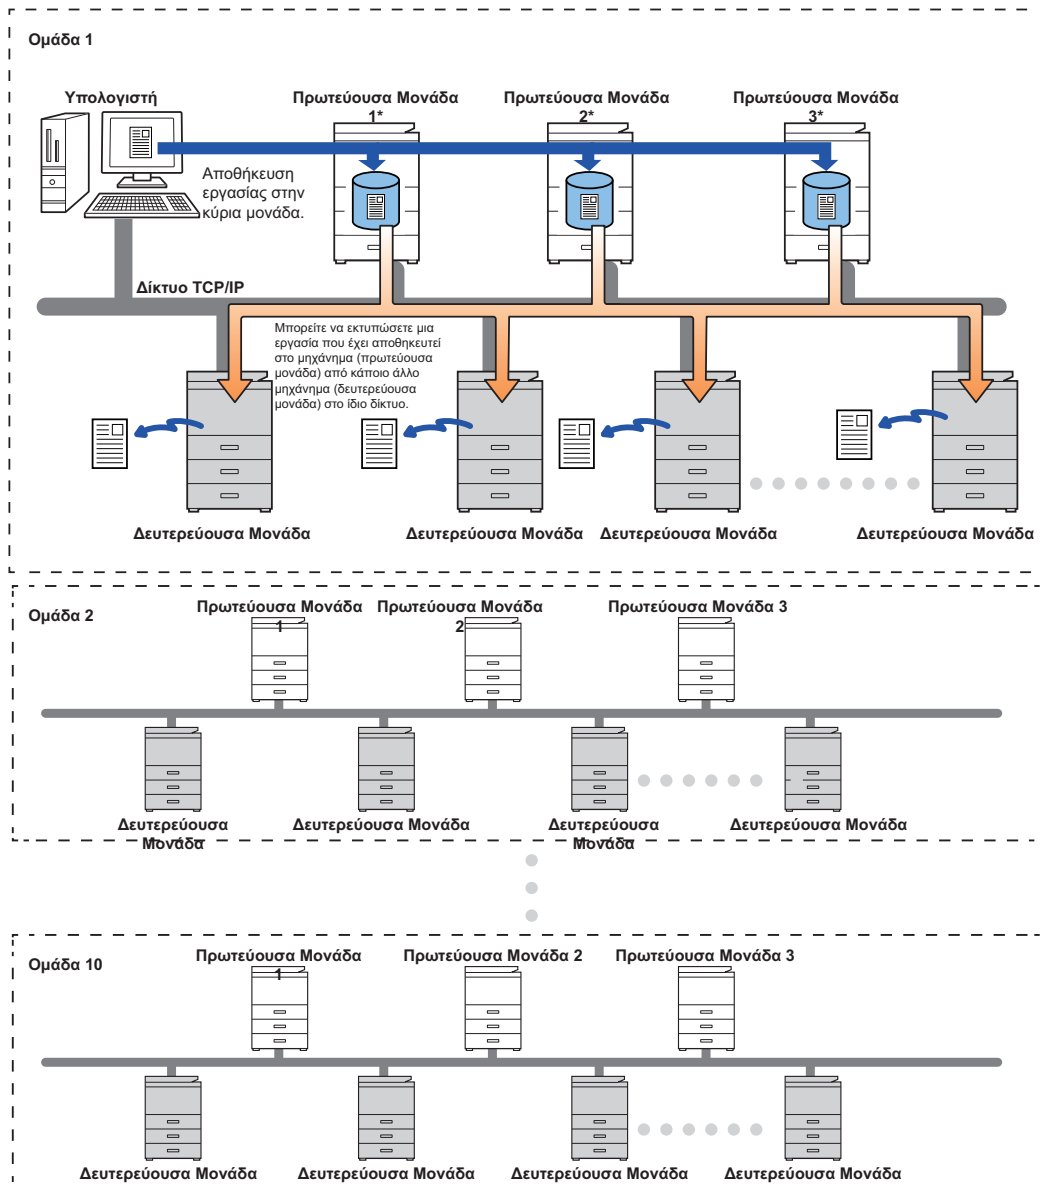 Ομάδα 1
Υπολογιστή
Πρωτεύουσα Μονάδα
1*
Πρωτεύουσα Μονάδα
2*
Πρωτεύουσα Μονάδα
3*
Αποθήκευση
εργασίας στην
κύρια μονάδα.
Δίκτυο TCP/IP
Μπορείτε να εκτυπώσετε μια
εργασία που έχει αποθηκευτεί
στο μηχάνημα (πρωτεύουσα
μονάδα) από κάποιο άλλο
μηχάνημα (δευτερεύουσα
μονάδα) στο ίδιο δίκτυο.
Δευτερεύουσα Μονάδα
Δευτερεύουσα Μονάδα
Δευτερεύουσα Μονάδα
Δευτερεύουσα Μονάδα
Ομάδα 2
Πρωτεύουσα Μονάδα
1
Πρωτεύουσα Μονάδα
2
Πρωτεύουσα Μονάδα 3
Δευτερεύουσα
Μονάδα
Δευτερεύουσα Μονάδα
Δευτερεύουσα
Μονάδα
Δευτερεύουσα Μονάδα
Ομάδα 10
Πρωτεύουσα Μονάδα
1
Πρωτεύουσα Μονάδα 2
Πρωτεύουσα Μονάδα 3
Δευτερεύουσα Μονάδα
Δευτερεύουσα Μονάδα
Δευτερεύουσα Μονάδα
Δευτερεύουσα Μονάδα